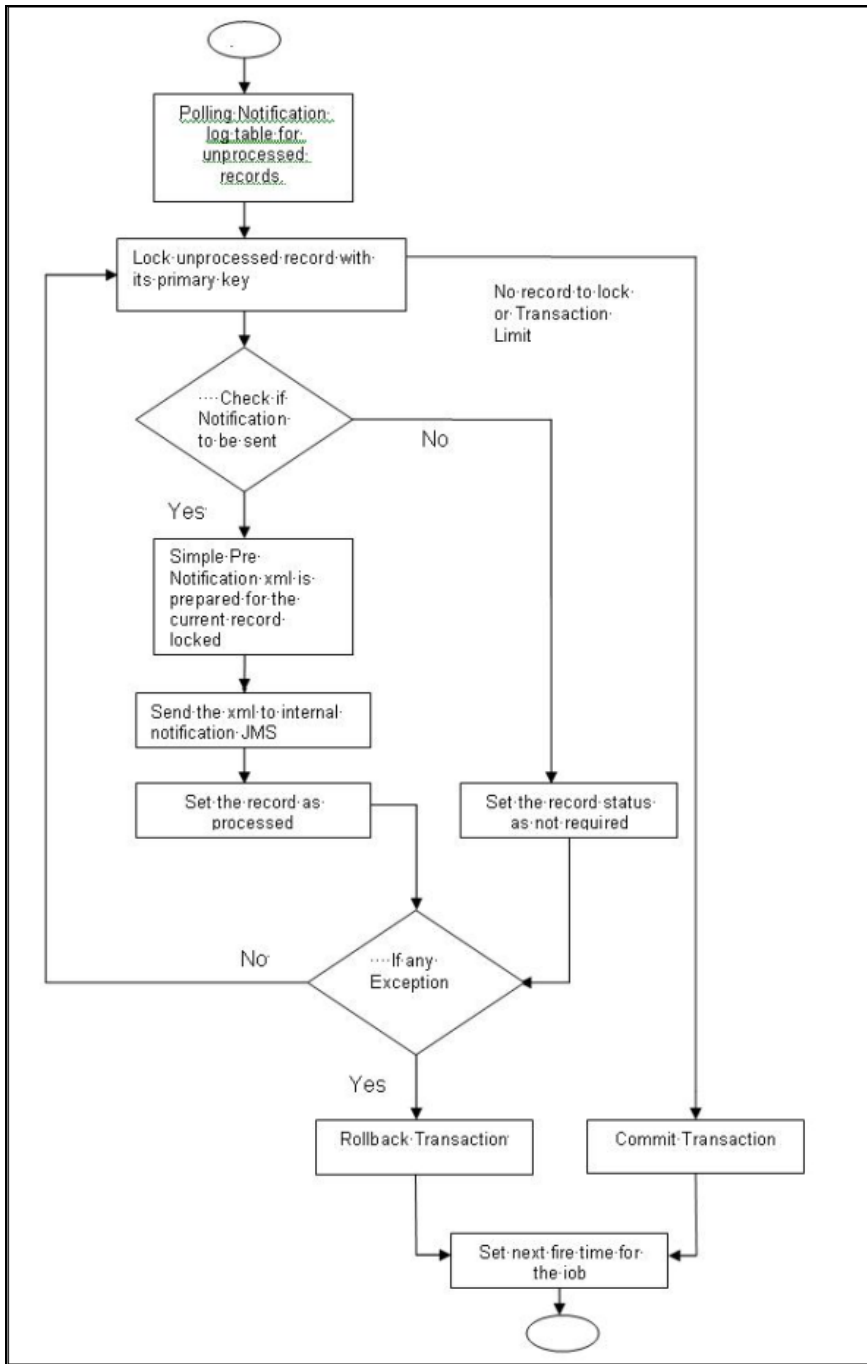 Polling Notification
log table for
unprocessed
records.
Lock unprocessed record with
its primary key
No record to lock
or Transaction
Limit
Check if
Notification
to be sent
No
Yes
Simple Pre
Notification xml is
prepared for the
current record
locked
Send the xml to internal
notification JMS
Set the record as
processed
Set the record status
as not required
No
If any
Exception
Yes
Rollback Transaction
Commit Transaction
Set next fire time for
the job